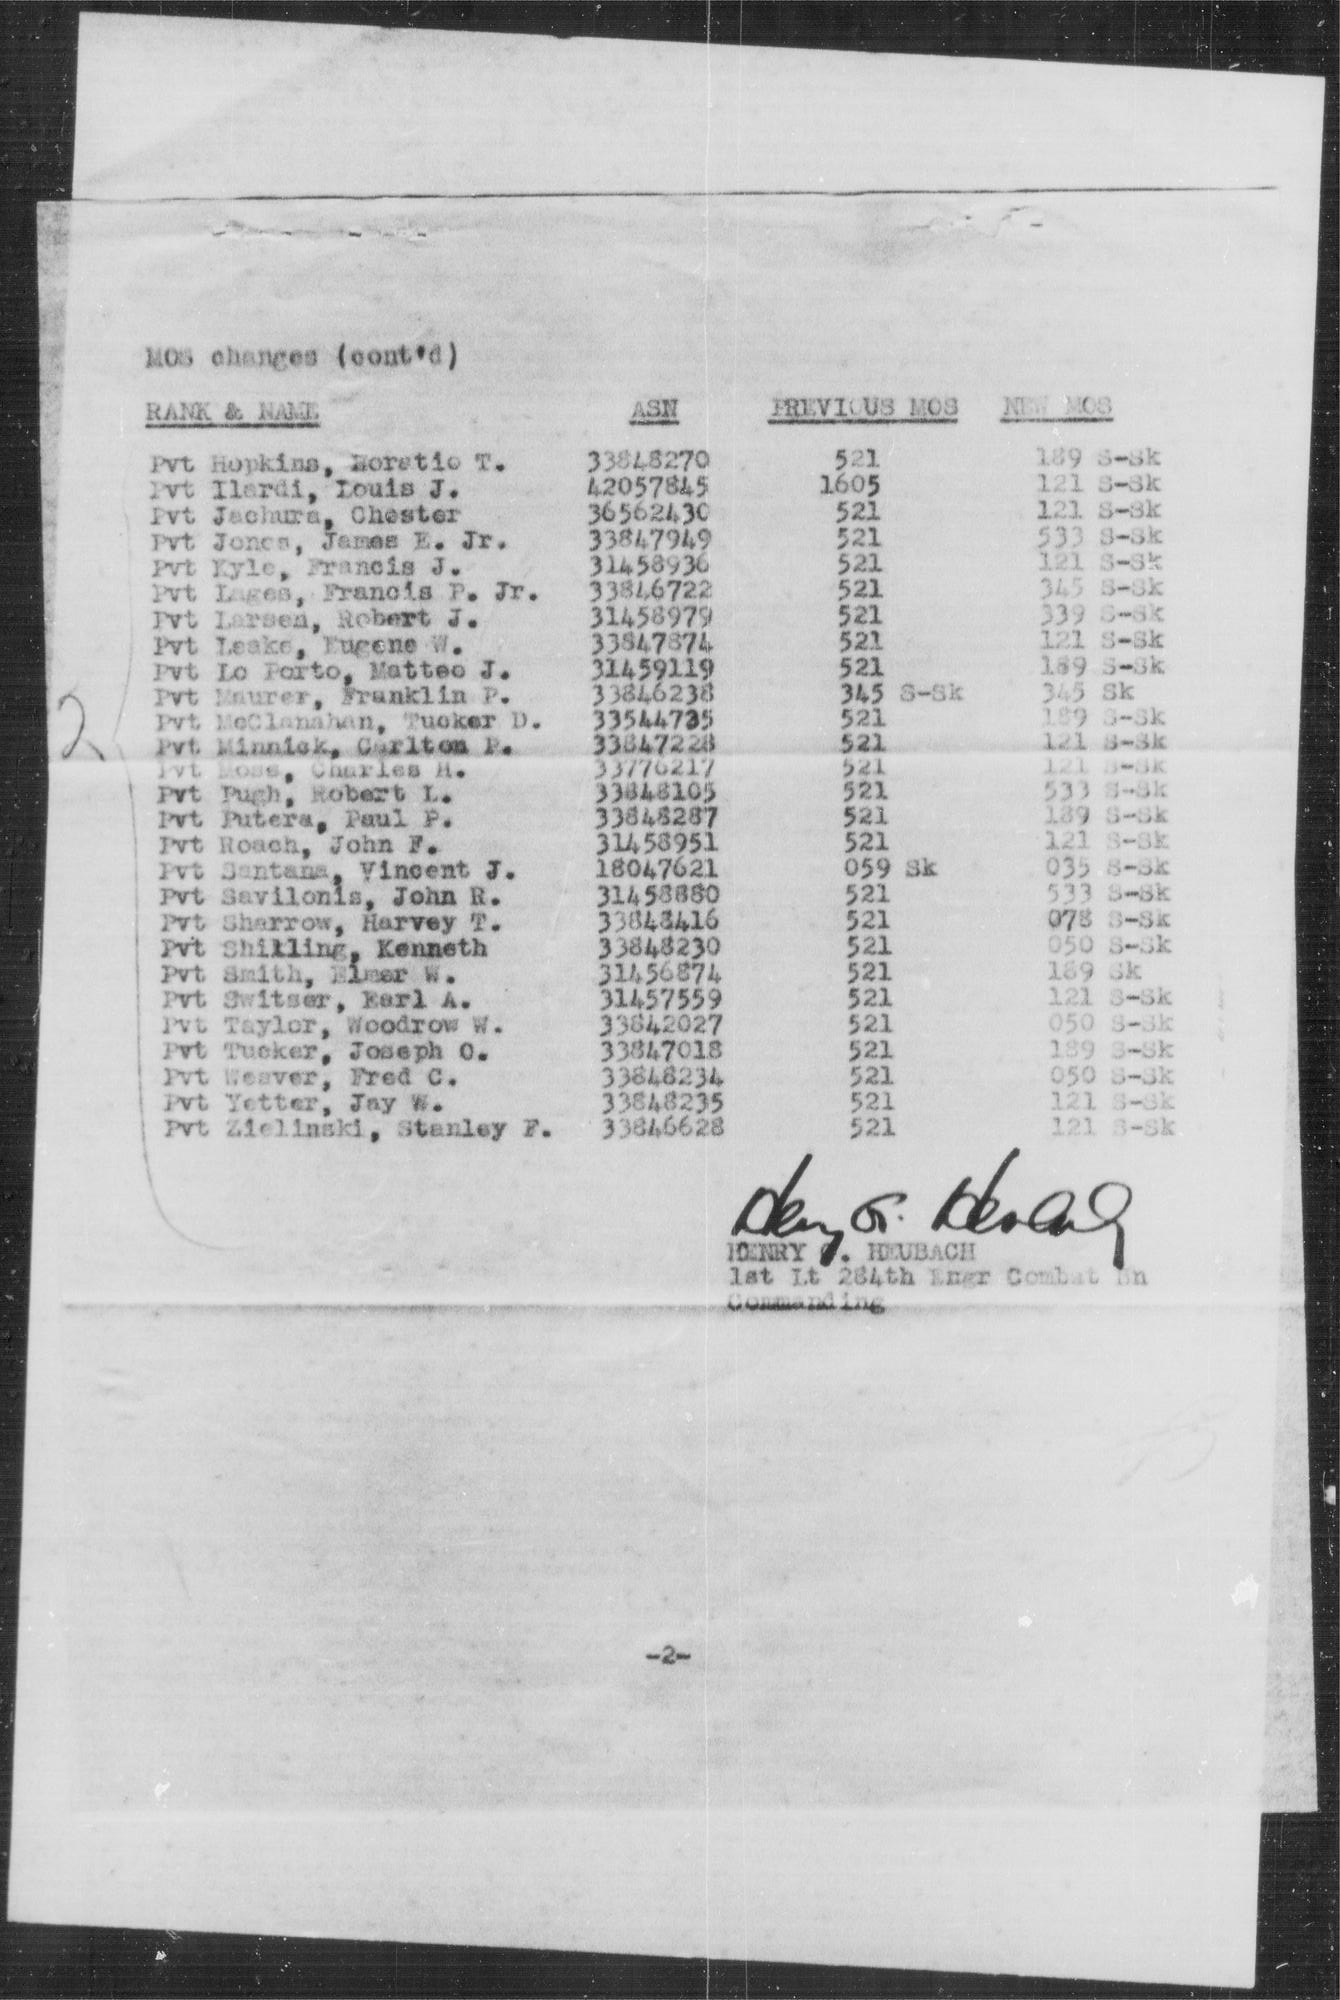 MOS changes (cont'd)
RANK & NAME ASN PREVIOUS MOS NEW MOS
Pvt Hopkins, Horatio T. 33848270 521 189 S-Sk
Pvt Ilardi, Louis J. 42057845 1605 121 S-Sk
Pvt Jachura, Chester 36562430 521 121 S-Sk
Pvt Jones, James E. Jr. 33847949 521 533 S-Sk
Pvt Kyle, Francis J. 31458936 521 121 S-Sk
Pvt Lages, Francis P. Jr. 33846722 521 345 S-Sk
Pvt Larsen, Robert J. 31458979 521 339 S-Sk
Pvt Leake, Eugene W. 33847874 521 121 S-Sk
Pvt Lo Porto, Matteo J. 31459119 521 189 S-Sk
Pvt Maurer, Franklin P. 33846238 345 S-Sk 345 Sk
Pvt McClanahan, Tucker D. 33544735 521 189 S-Sk
2
Pvt Minnick, Carlton P. 33847228 521 121 S-Sk
Pvt Moss, Charles H. 33776217 521 121 S-Sk
Pvt Pugh, Robert L. 33848105 521 533 S-Sk
Pvt Putera, Paul P. 33848287 521 189 S-Sk
Pvt Roach, John F. 31458951 521 121 S-Sk
Pvt Santana, Vincent J. 18047621 059 Sk 035 S-Sk
Pvt Savilonis, John R. 31458880 521 533 S-Sk
Pvt Sharrow, Harvey T. 33848416 521 078 S-Sk
Pvt Shilling, Kenneth 33848230 521 050 S-Sk
Pvt Smith, Elmer W. 31456874 521 189 Sk
Pvt Switser, Earl A. 31457559 521 121 S-Sk
Pvt Taylor, Woodrow W. 33842027 521 050 S-Sk
Pvt Tucker, Joseph O. 33847018 521 189 S-Sk
Pvt Weaver, Fred C. 33848234 521 050 S-Sk
Pvt Yetter, Jay W. 33848235 521 121 S-Sk
Pvt Zielinski, Stanley F. 33846628 521 121 S-Sk
Henry G. Heubach
HENRY G. HEUBACH
1st Lt 284th Engr Combat Bn
Commanding
-2-